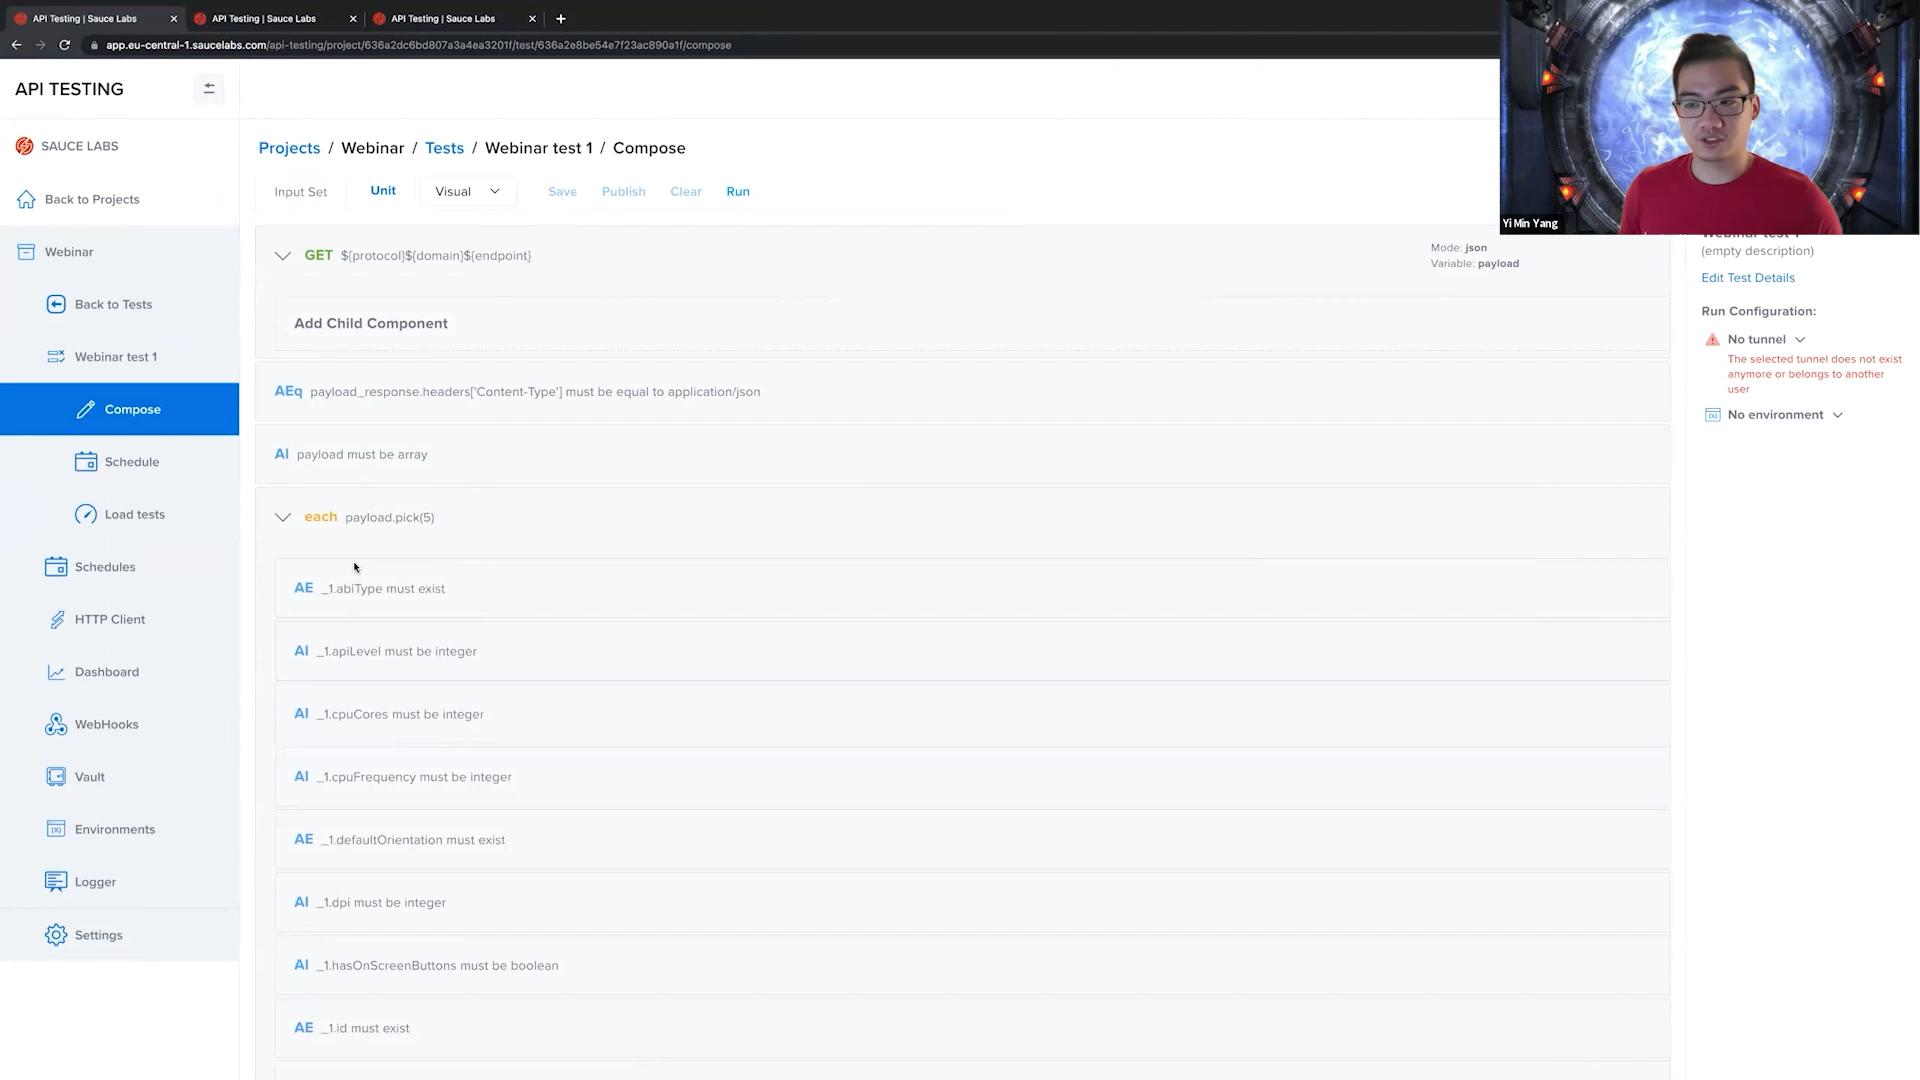 API Testing | Sauce Labs
API Testing | Sauce Labs
API Testing | Sauce Labs
app.eu-central-1.saucelabs.com/api-testing/project/636a2dc6bd807a3a4ea3201f/test/636a2e8be54e7f23ac890a1f/compose
API TESTING
SAUCE LABS
Back to Projects
Webinar
Back to Tests
Webinar test 1
Compose
Schedule
Load tests
Schedules
HTTP Client
Dashboard
WebHooks
Vault
Environments
Logger
Settings
Projects / Webinar / Tests / Webinar test 1 / Compose
Input Set Unit Visual Save Publish Clear Run
GET ${protocol}${domain}${endpoint}
Mode: json
Variable: payload
Add Child Component
AEq payload_response.headers['Content-Type'] must be equal to application/json
AI payload must be array
each payload.pick(5)
AE _1.abiType must exist
AI _1.apiLevel must be integer
AI _1.cpuCores must be integer
AI _1.cpuFrequency must be integer
AE _1.defaultOrientation must exist
AI _1.dpi must be integer
AI _1.hasOnScreenButtons must be boolean
AE _1.id must exist
Yi Min Yang
Webinar test 1
(empty description)
Edit Test Details
Run Configuration:
No tunnel
The selected tunnel does not exist
anymore or belongs to another
user
No environment